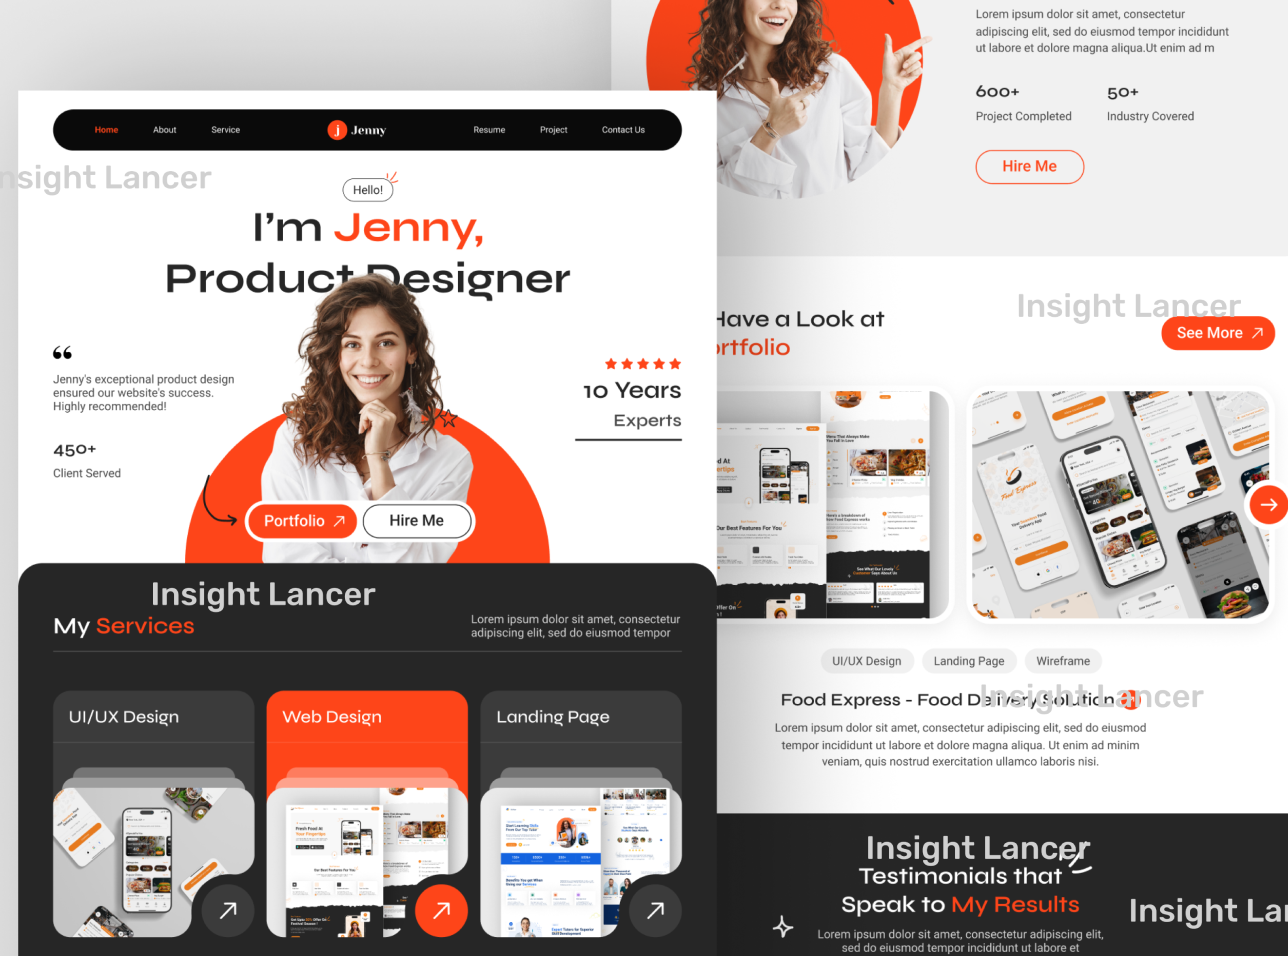 Lorem ipsum dolor sit amet, consectetur
adipiscing elit, sed do eiusmod tempor incididunt
ut labore et dolore magna aliqua.Ut enim ad m
600+
50+
Project Completed
Industry Covered
Hire Me
Home
About
Service
j Jenny
Resume
Project
Contact Us
nsight Lancer
Hello!
I'm Jenny,
Product Designer
Jenny's exceptional product design
ensured our website's success.
Highly recommended!
450+
Client Served
10 Years
Experts
Portfolio
Hire Me
Insight Lancer
Have a Look at
ortfolio
See More
Insight Lancer
My Services
Lorem ipsum dolor sit amet, consectetur
adipiscing elit, sed do eiusmod tempor
UI/UX Design
Web Design
Landing Page
UI/UX Design
Landing Page
Wireframe
Food Express - Food Delivery Solution
Insight Lancer
Lorem ipsum dolor sit amet, consectetur adipiscing elit, sed do eiusmod
tempor incididunt ut labore et dolore magna aliqua. Ut enim ad minim
veniam, quis nostrud exercitation ullamco laboris nisi.
Insight Lancer
Testimonials that
Speak to My Results
Insight La
Lorem ipsum dolor sit amet, consectetur adipiscing elit,
sed do eiusmod tempor incididunt ut labore et